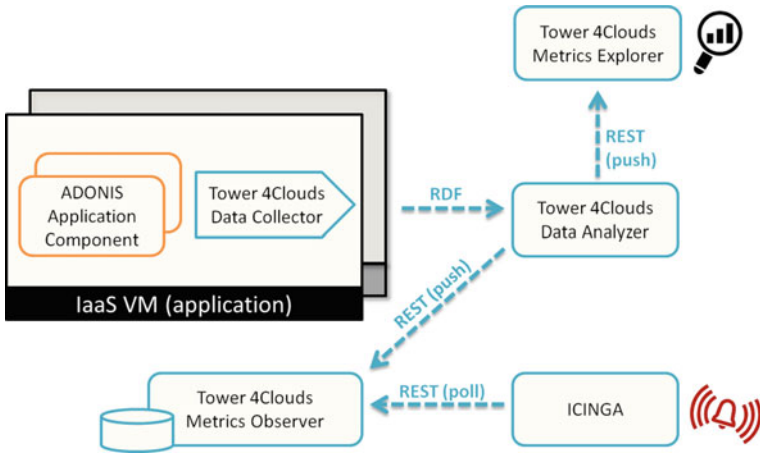 Tower 4Clouds
Metrics Explorer
REST
(push)
ADONIS
Application
Component
Tower 4Clouds
Data Collector
RDF
Tower 4Clouds
Data Analyzer
IaaS VM (application)
REST (push)
Tower 4Clouds
Metrics Observer
REST (poll)
ICINGA